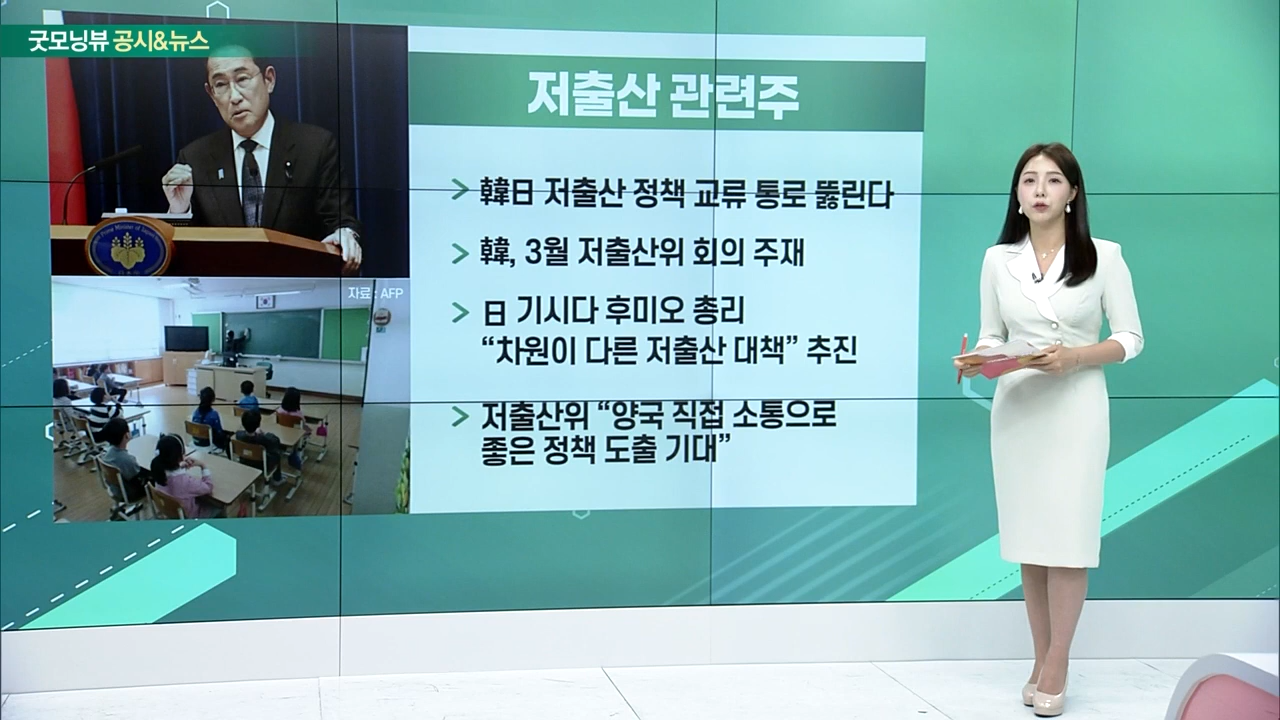 굿모닝뷰 공시&뉴스
저출산 관련주
韓日 저출산 정책 교류 통로 뚫린다
韓, 3월 저출산위 회의 주재
日 기시다 후미오 총리
“차원이 다른 저출산 대책” 추진
저출산위 “양국 직접 소통으로
좋은 정책 도출 기대”
자료 : AFP